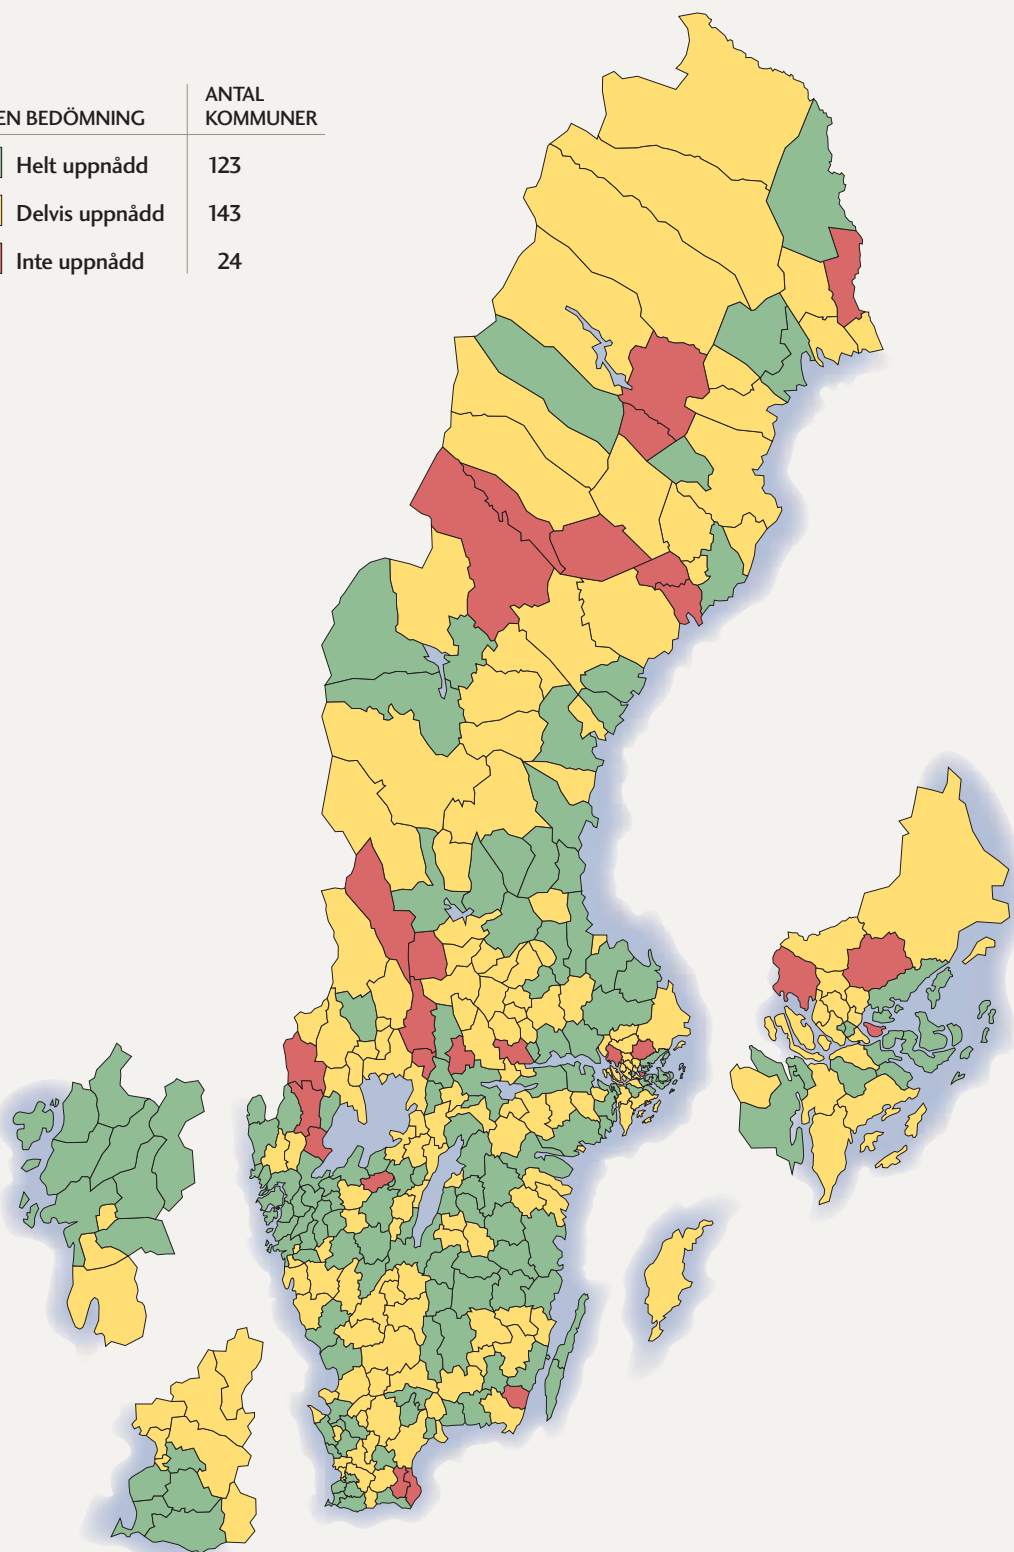 ANTAL
EN BEDÖMNING KOMMUNER
Helt uppnådd 123
Delvis uppnådd 143
Inte uppnådd 24